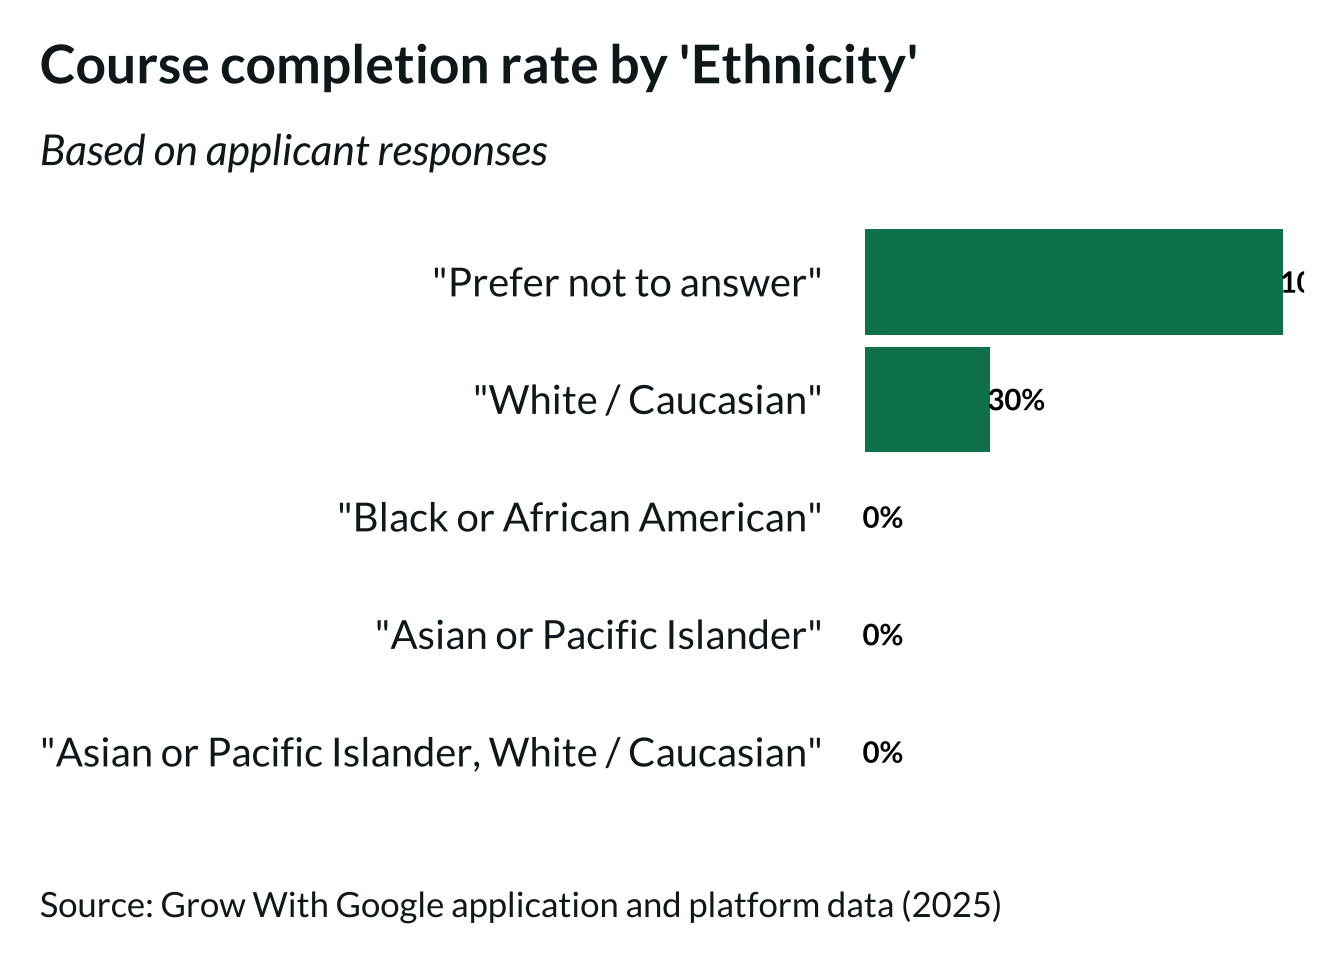 Course completion rate by 'Ethnicity'
Based on applicant responses
"Prefer not to answer"
"White / Caucasian" 30%
"Black or African American" 0%
"Asian or Pacific Islander" 0%
"Asian or Pacific Islander, White / Caucasian" 0%
Source: Grow With Google application and platform data (2025)